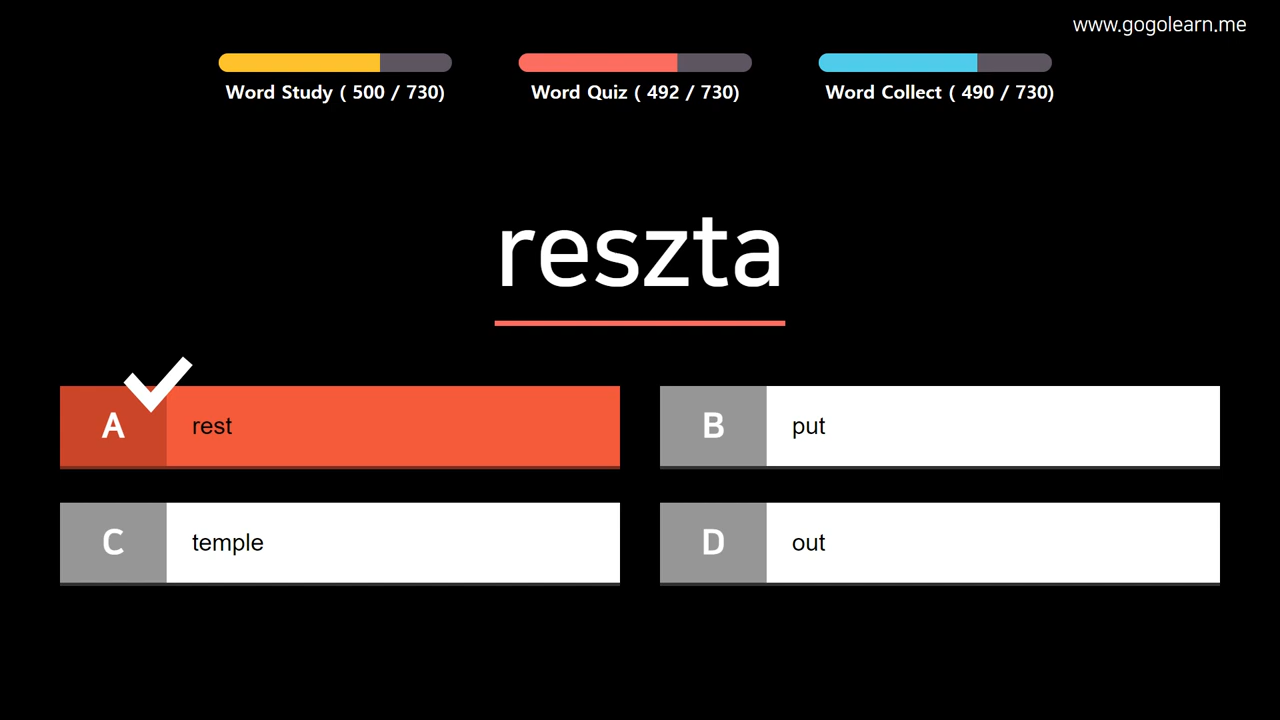 www.gogolearn.me
Word Study ( 500 / 730)
Word Quiz ( 492 / 730)
Word Collect ( 490 / 730)
reszta
A rest
B put
C temple
D out